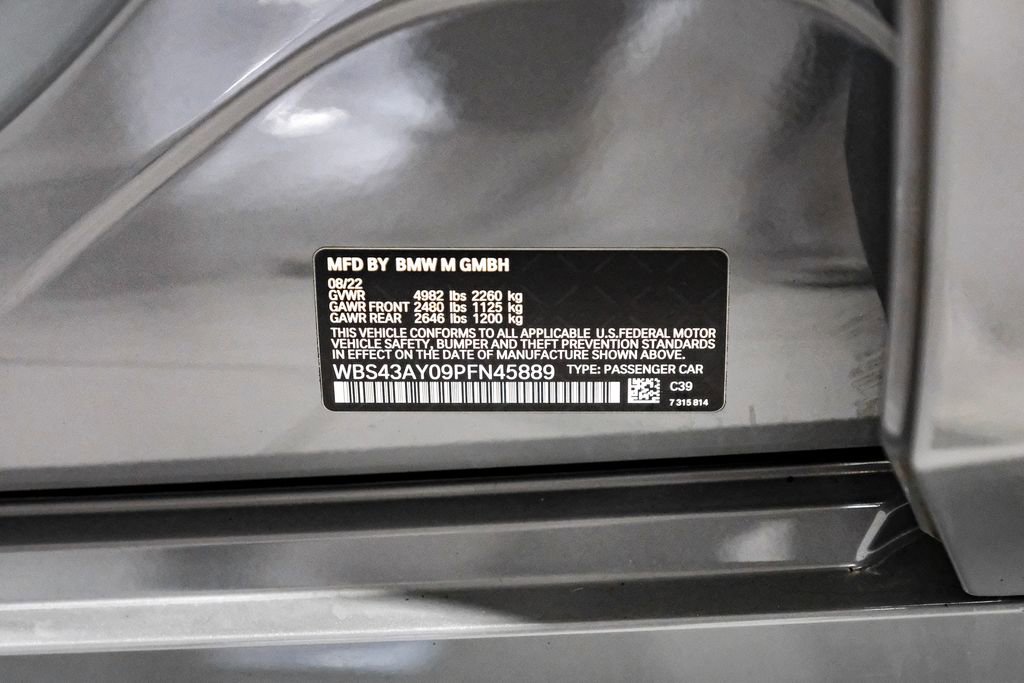 MFD BY BMW M GMBH
08/22
GVWR 4982 lbs 2260 kg
GAWR FRONT 2480 lbs 1125 kg
GAWR REAR 2646 lbs 1200 kg
THIS VEHICLE CONFORMS TO ALL APPLICABLE U.S.FEDERAL MOTOR
VEHICLE SAFETY, BUMPER AND THEFT PREVENTION STANDARDS
IN EFFECT ON THE DATE OF MANUFACTURE SHOWN ABOVE.
WBS43AY09PFN45889 TYPE: PASSENGER CAR
C39
7 315 814